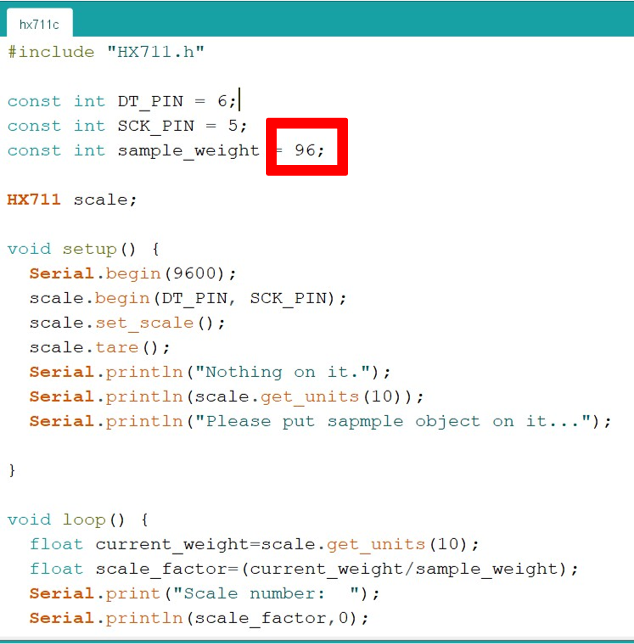 hx711c
#include "HX711.h"
const int DT_PIN = 6;
const int SCK_PIN = 5;
const int sample_weight = 96;
HX711 scale;
void setup() {
Serial.begin(9600);
scale.begin(DT_PIN, SCK_PIN);
scale.set_scale();
scale.tare();
Serial.println("Nothing on it.");
Serial.println(scale.get_units(10));
Serial.println("Please put sapmple object on it...");
}
void loop() {
float current_weight=scale.get_units(10);
float scale_factor=(current_weight/sample_weight);
Serial.print("Scale number:  ");
Serial.println(scale_factor,0);